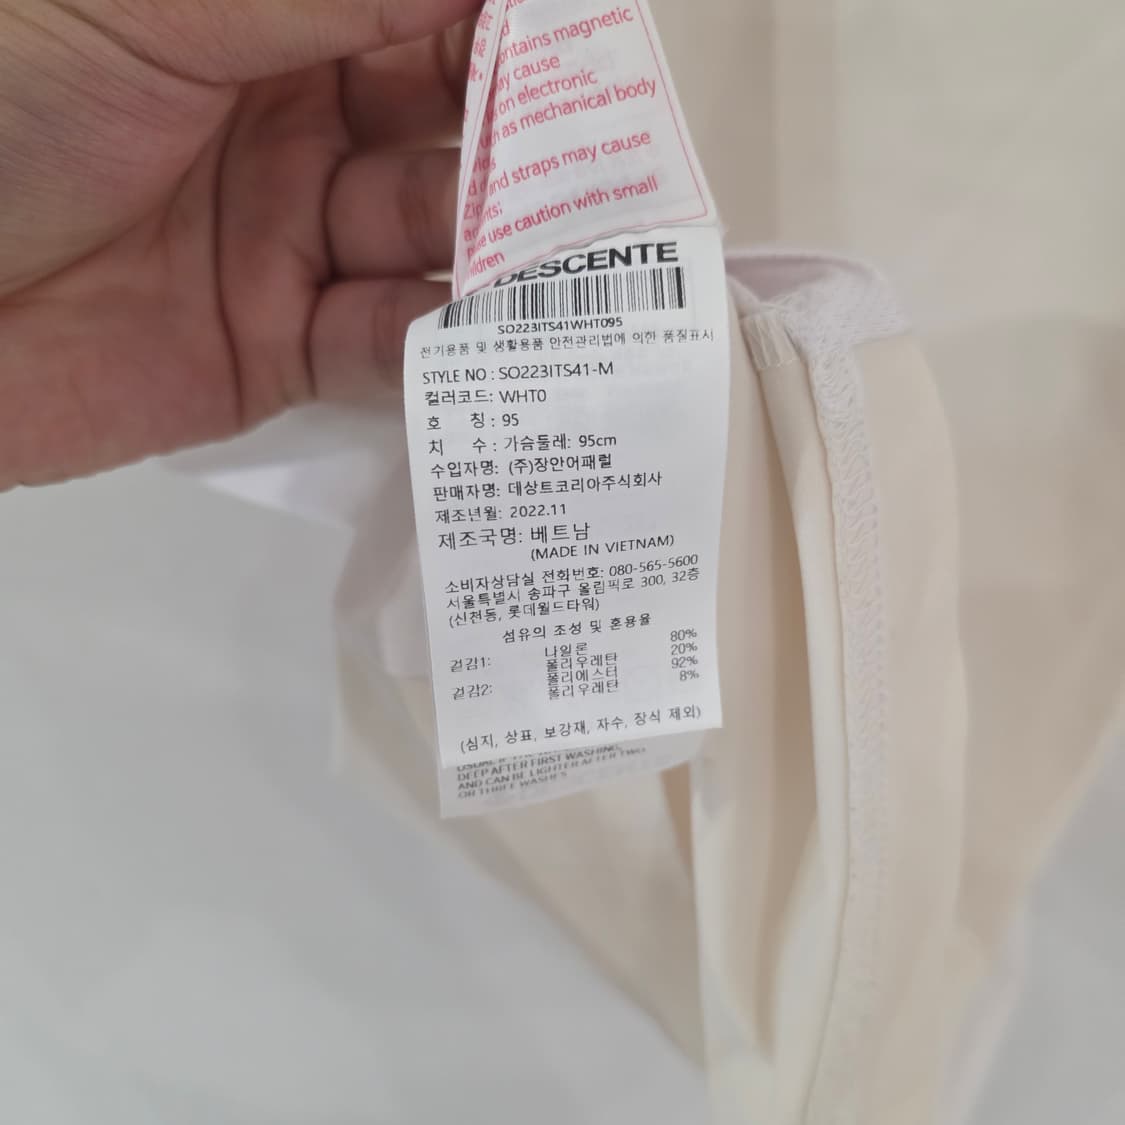 ontains magnetic
ay cause
on electronic
as mechanical body
and straps may cause
use caution with small
DESCENTE
SO223ITS41WHT095
전기용품 및 생활용품 안전관리법에 의한 품질표시
STYLE NO : SO223ITS41-M
컬러코드: WHT0
호 칭 : 95
치 수 : 가슴둘레: 95cm
수입자명: (주)장안어패럴
판매자명: 데상트코리아주식회사
제조년월: 2022.11
제조국명: 베트남
(MADE IN VIETNAM)
소비자상담실 전화번호: 080-565-5600
서울특별시 송파구 올림픽로 300, 32층
(신천동, 롯데월드타워)
섬유의 조성 및 혼용율
겉감1: 나일론 80%
폴리우레탄 20%
겉감2: 폴리에스터 92%
폴리우레탄 8%
(심지, 상표, 보강재, 자수, 장식 제외)
DEEP AFTER FIRST WASHING,
AND CAN BE LIGHTER AFTER TWO
OR THREE WASHES